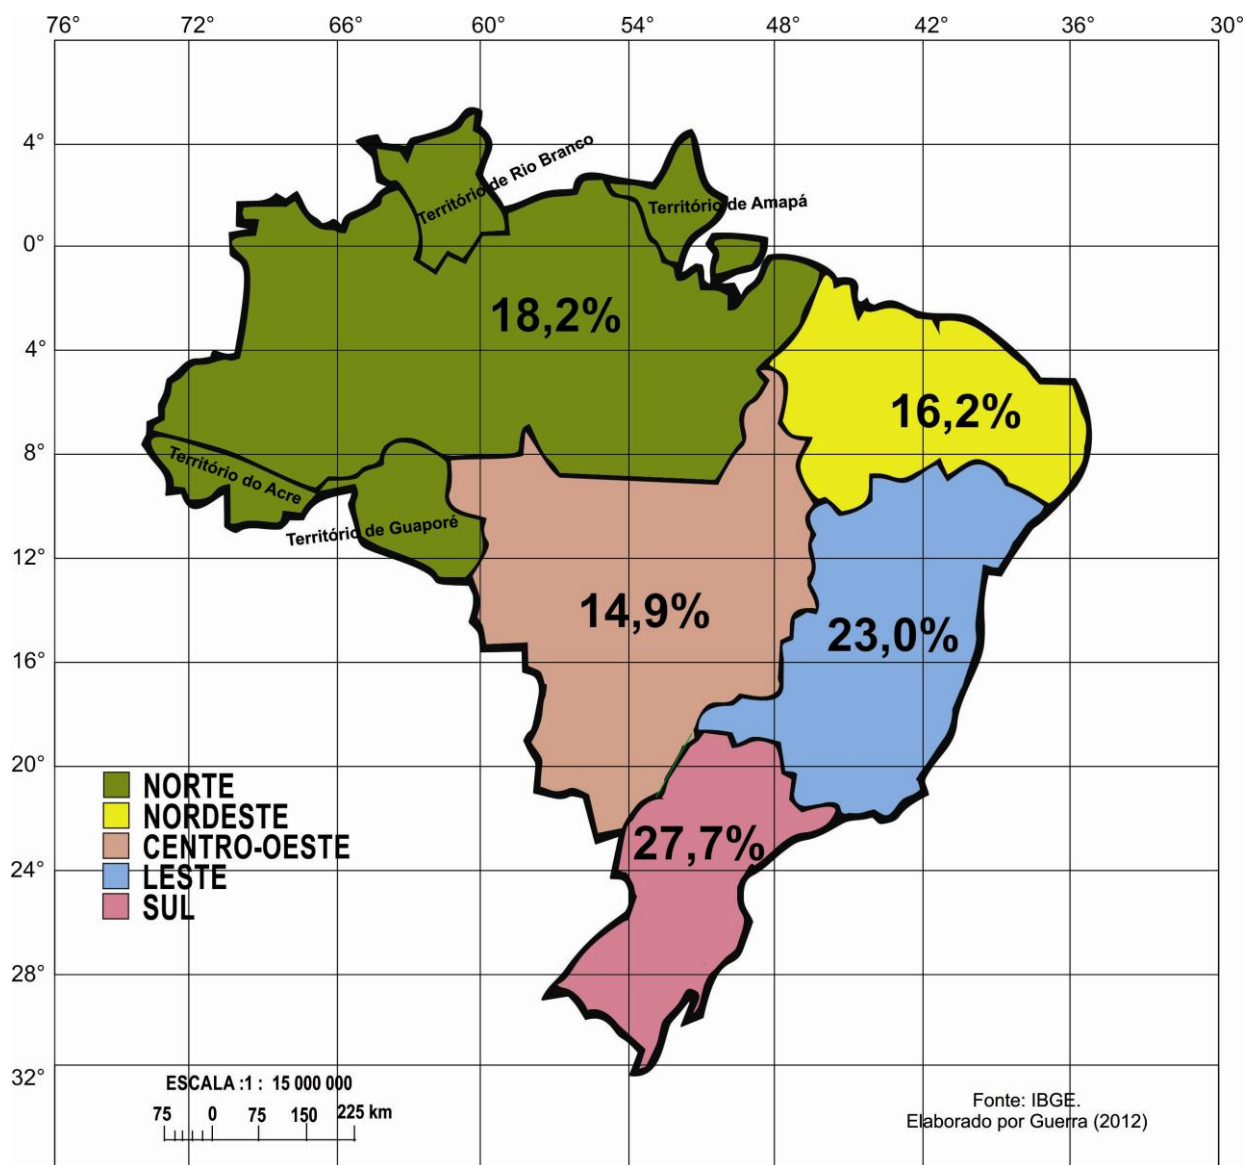 76°
72°
66°
60°
54°
48°
42°
36°
30°
4°
0°
4°
8°
12°
16°
20°
24°
28°
32°
Território de Rio Branco
Território de Amapá
18,2%
16,2%
Território do Acre
Território de Guaporé
14,9%
23,0%
27,7%
NORTE
NORDESTE
CENTRO-OESTE
LESTE
SUL
ESCALA :1 : 15 000 000
75 0 75 150 225 km
Fonte: IBGE.
Elaborado por Guerra (2012)